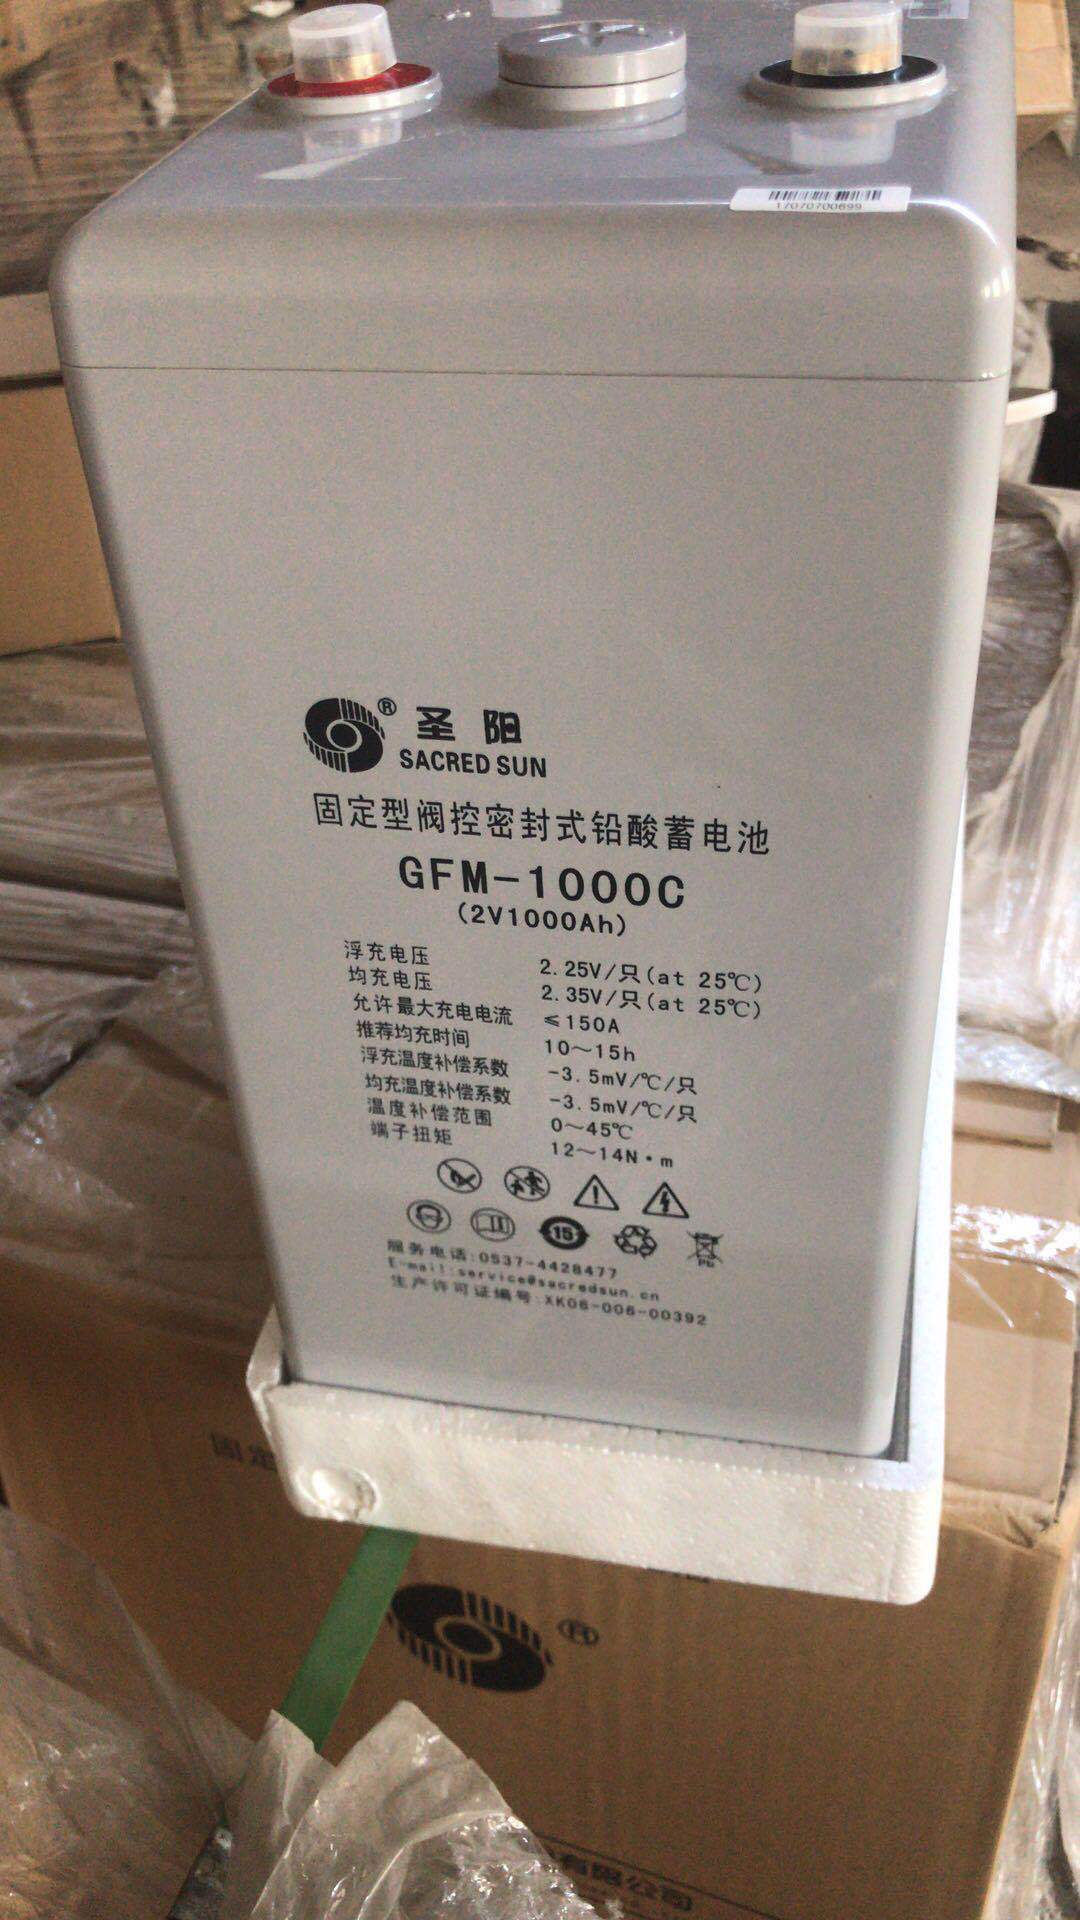 17070700699
® 圣阳
SACRED SUN
固定型阀控密封式铅酸蓄电池
GFM-1000C
(2V1000Ah)
浮充电压 2.25V/只(at 25℃)
均充电压 2.35V/只(at 25℃)
允许最大充电电流 ≤150A
推荐均充时间 10～15h
浮充温度补偿系数 -3.5mV/℃/只
均充温度补偿系数 -3.5mV/℃/只
温度补偿范围 0～45℃
端子扭矩 12～14N·m
15
Pb
服务电话:0537-4428477
E-mail:service@sacredsun.cn
生产许可证编号:XK06-006-00392
固定
®